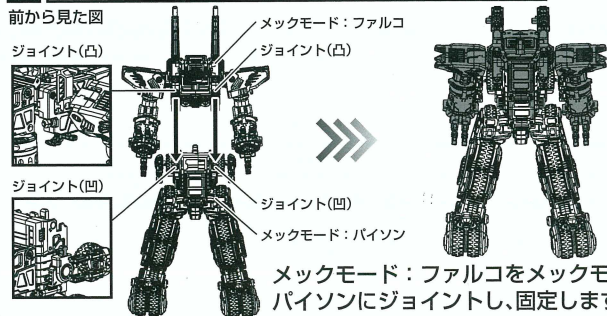 前から見た図
ジョイント(凸)
メックモード：ファルコ
ジョイント(凸)
ジョイント(凹)
ジョイント(凹)
メックモード：パイソン
メックモード：ファルコをメックモ
パイソンにジョイントし、固定します